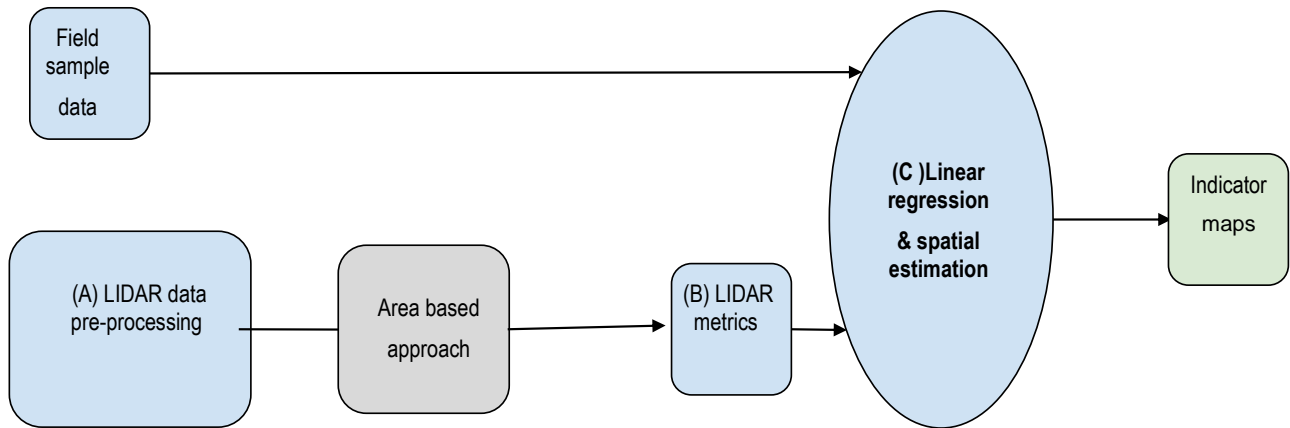 Field
sample
data
(A) LIDAR data
pre-processing
Area based
approach
(B) LIDAR
metrics
(C )Linear
regression
& spatial
estimation
Indicator
maps